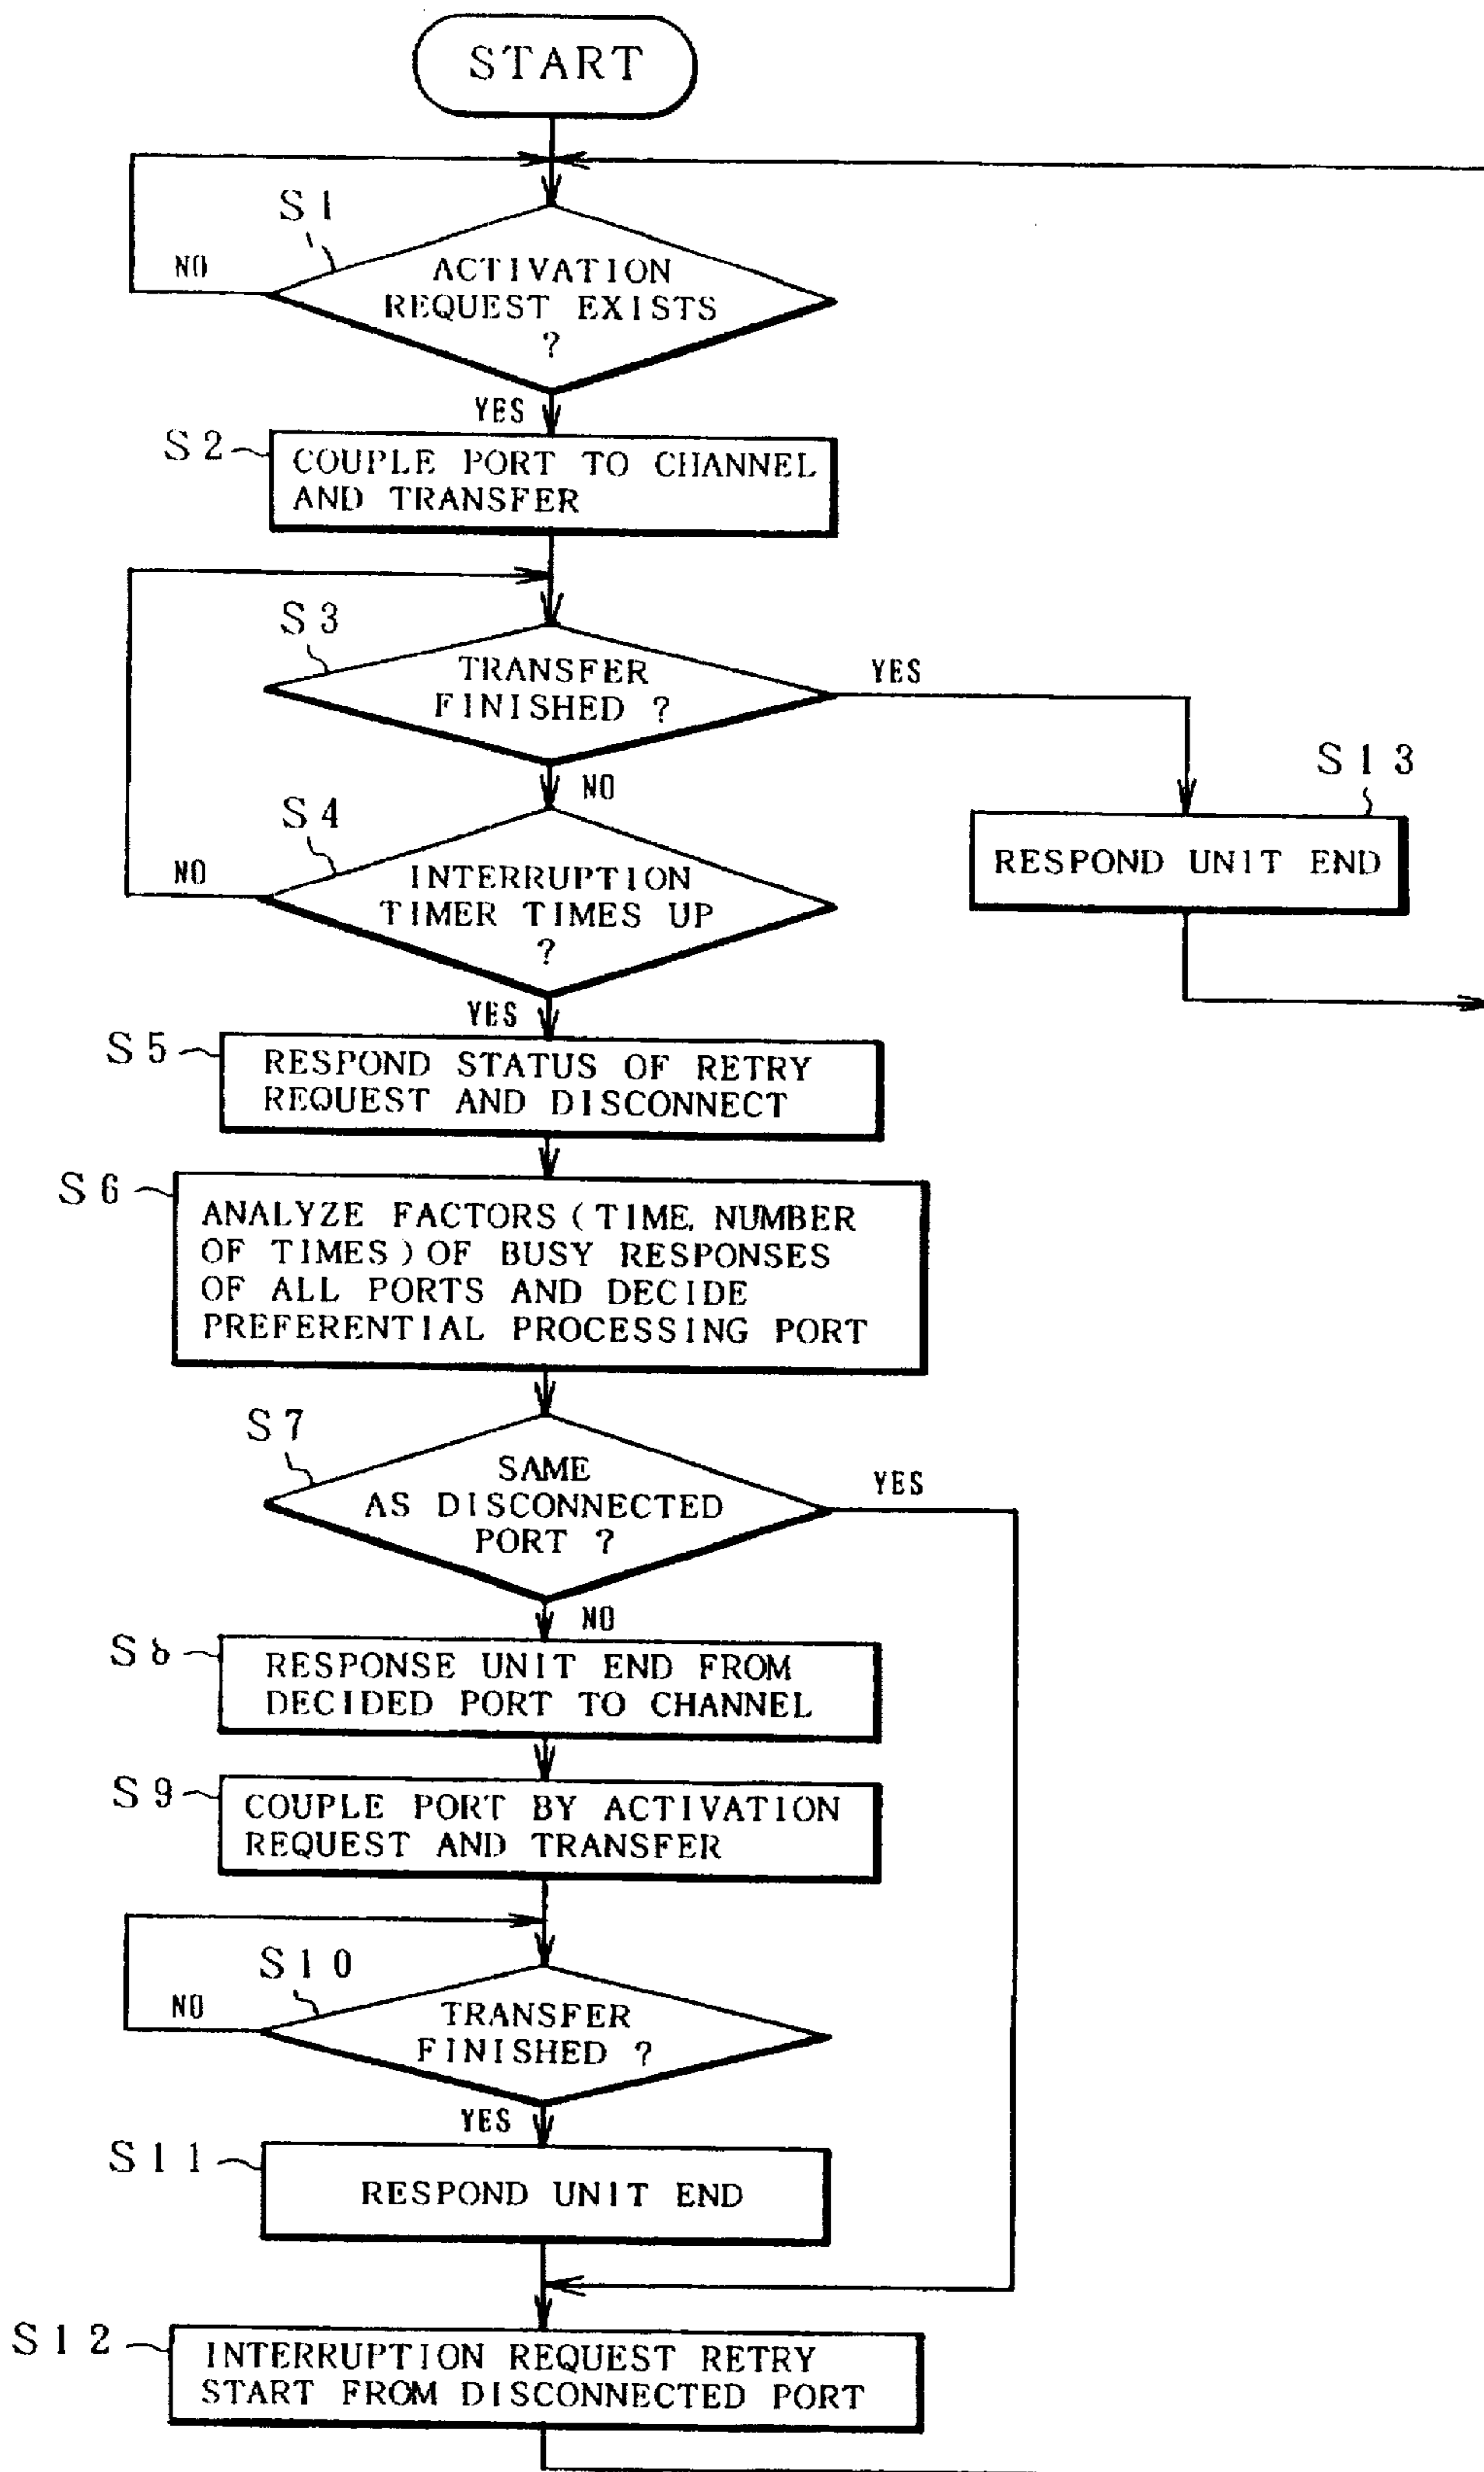 START
S1
NO
ACTIVATION
REQUEST EXISTS
?
YES
S2
COUPLE PORT TO CHANNEL
AND TRANSFER
S3
TRANSFER
FINISHED ?
YES
NO
S13
RESPOND UNIT END
S4
NO
INTERRUPTION
TIMER TIMES UP
?
YES
S5
RESPOND STATUS OF RETRY
REQUEST AND DISCONNECT
S6
ANALYZE FACTORS (TIME, NUMBER
OF TIMES) OF BUSY RESPONSES
OF ALL PORTS AND DECIDE
PREFERENTIAL PROCESSING PORT
S7
SAME
AS DISCONNECTED
PORT ?
YES
NO
S8
RESPONSE UNIT END FROM
DECIDED PORT TO CHANNEL
S9
COUPLE PORT BY ACTIVATION
REQUEST AND TRANSFER
S10
NO
TRANSFER
FINISHED ?
YES
S11
RESPOND UNIT END
S12
INTERRUPTION REQUEST RETRY
START FROM DISCONNECTED PORT